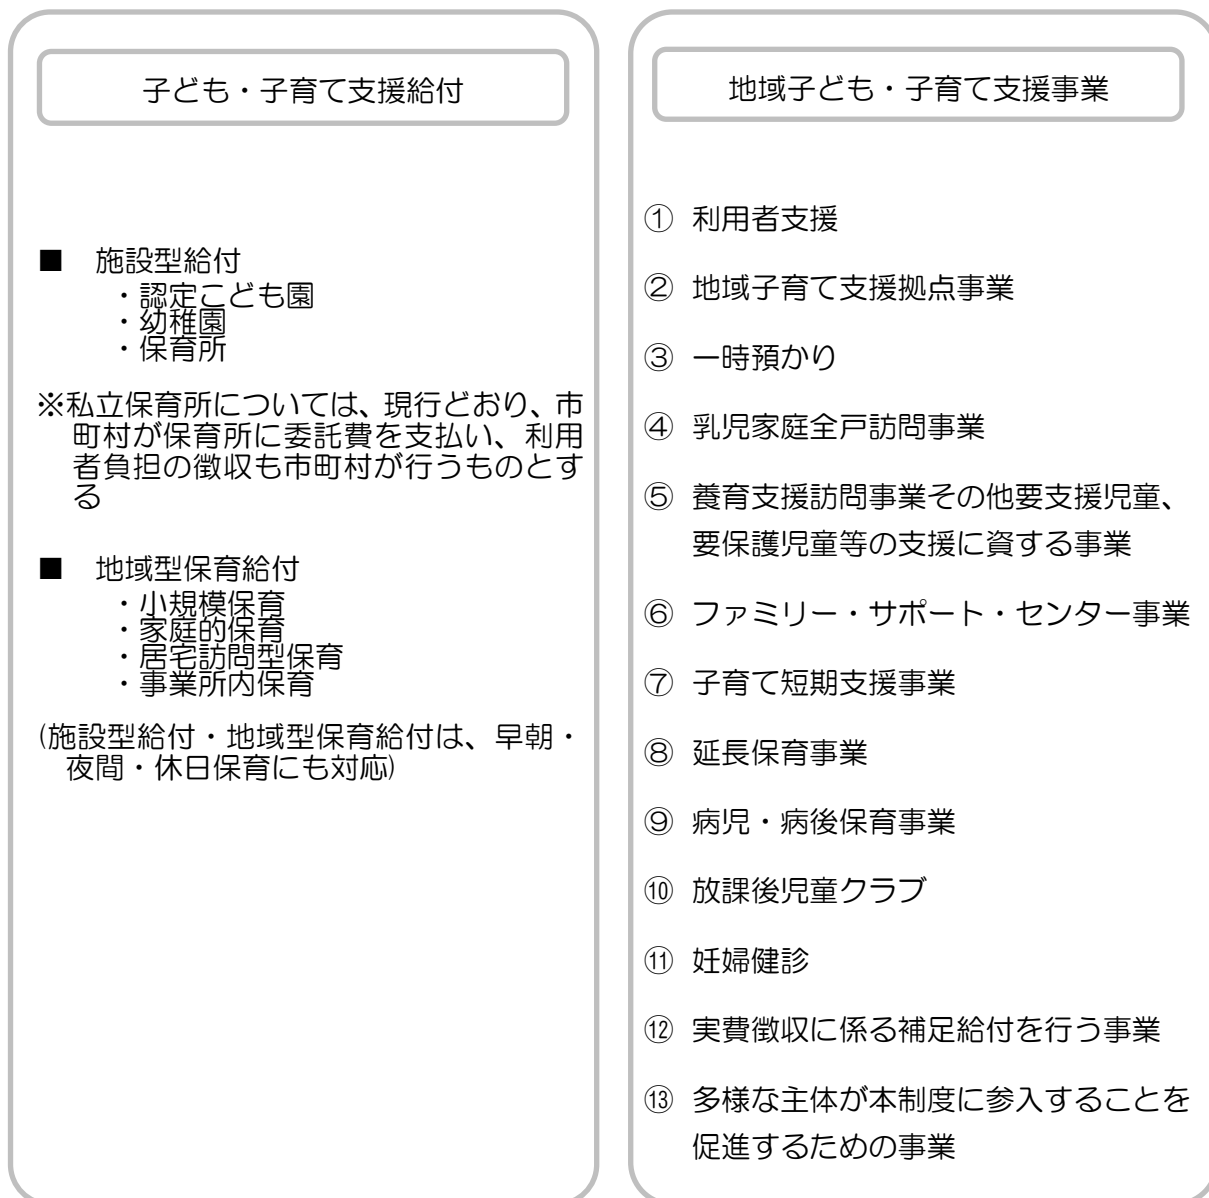 子ども・子育て支援給付
■ 施設型給付
・認定こども園
・幼稚園
・保育所
※私立保育所については、現行どおり、市
町村が保育所に委託費を支払い、利用
者負担の徴収も市町村が行うものとす
る
■ 地域型保育給付
・小規模保育
・家庭的保育
・居宅訪問型保育
・事業所内保育
(施設型給付・地域型保育給付は、早朝・
夜間・休日保育にも対応)
地域子ども・子育て支援事業
① 利用者支援
② 地域子育て支援拠点事業
③ 一時預かり
④ 乳児家庭全戸訪問事業
⑤ 養育支援訪問事業その他要支援児童、
要保護児童等の支援に資する事業
⑥ ファミリー・サポート・センター事業
⑦ 子育て短期支援事業
⑧ 延長保育事業
⑨ 病児・病後保育事業
⑩ 放課後児童クラブ
⑪ 妊婦健診
⑫ 実費徴収に係る補足給付を行う事業
⑬ 多様な主体が本制度に参入することを
促進するための事業